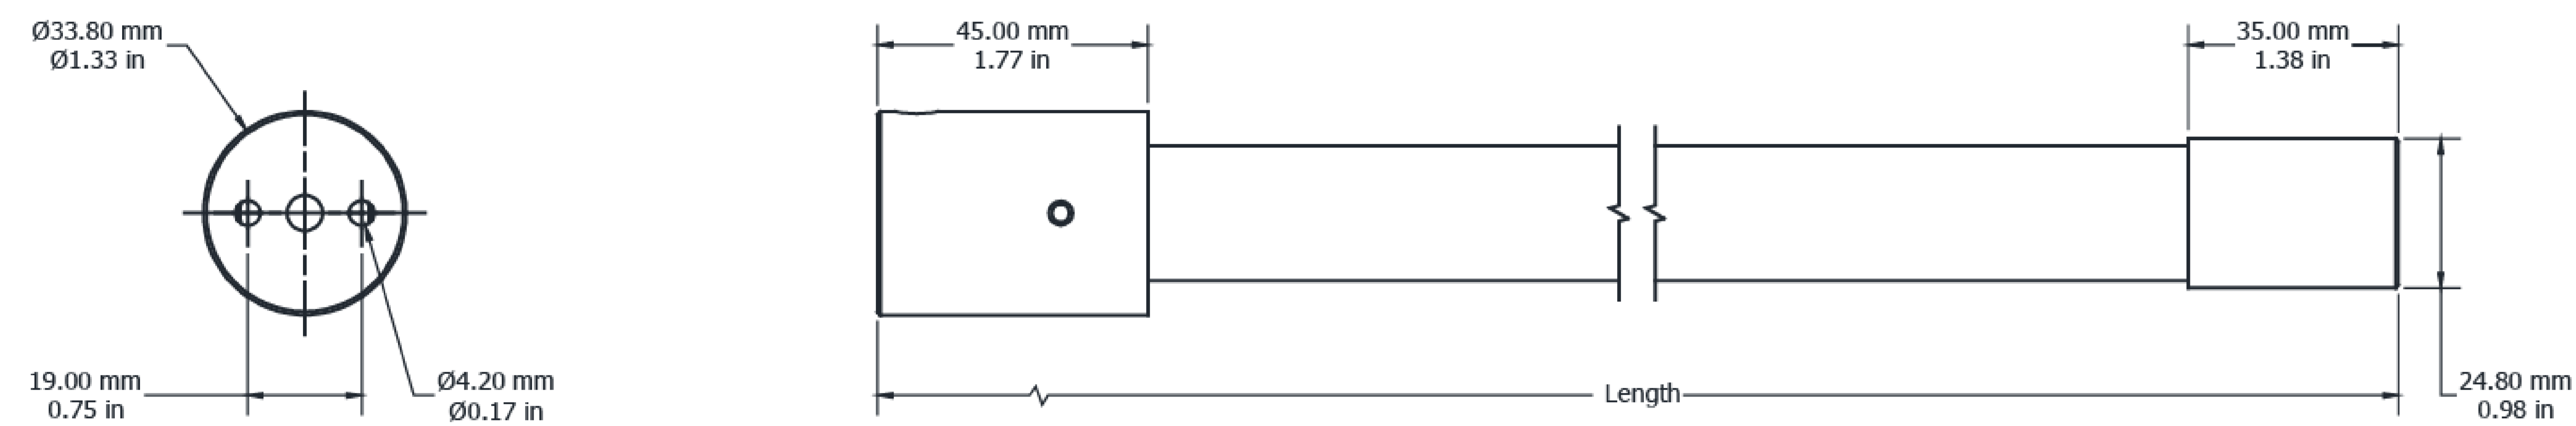 Ø33.80 mm
Ø1.33 in
45.00 mm
1.77 in
35.00 mm
1.38 in
19.00 mm
0.75 in
Ø4.20 mm
Ø0.17 in
Length
24.80 mm
0.98 in